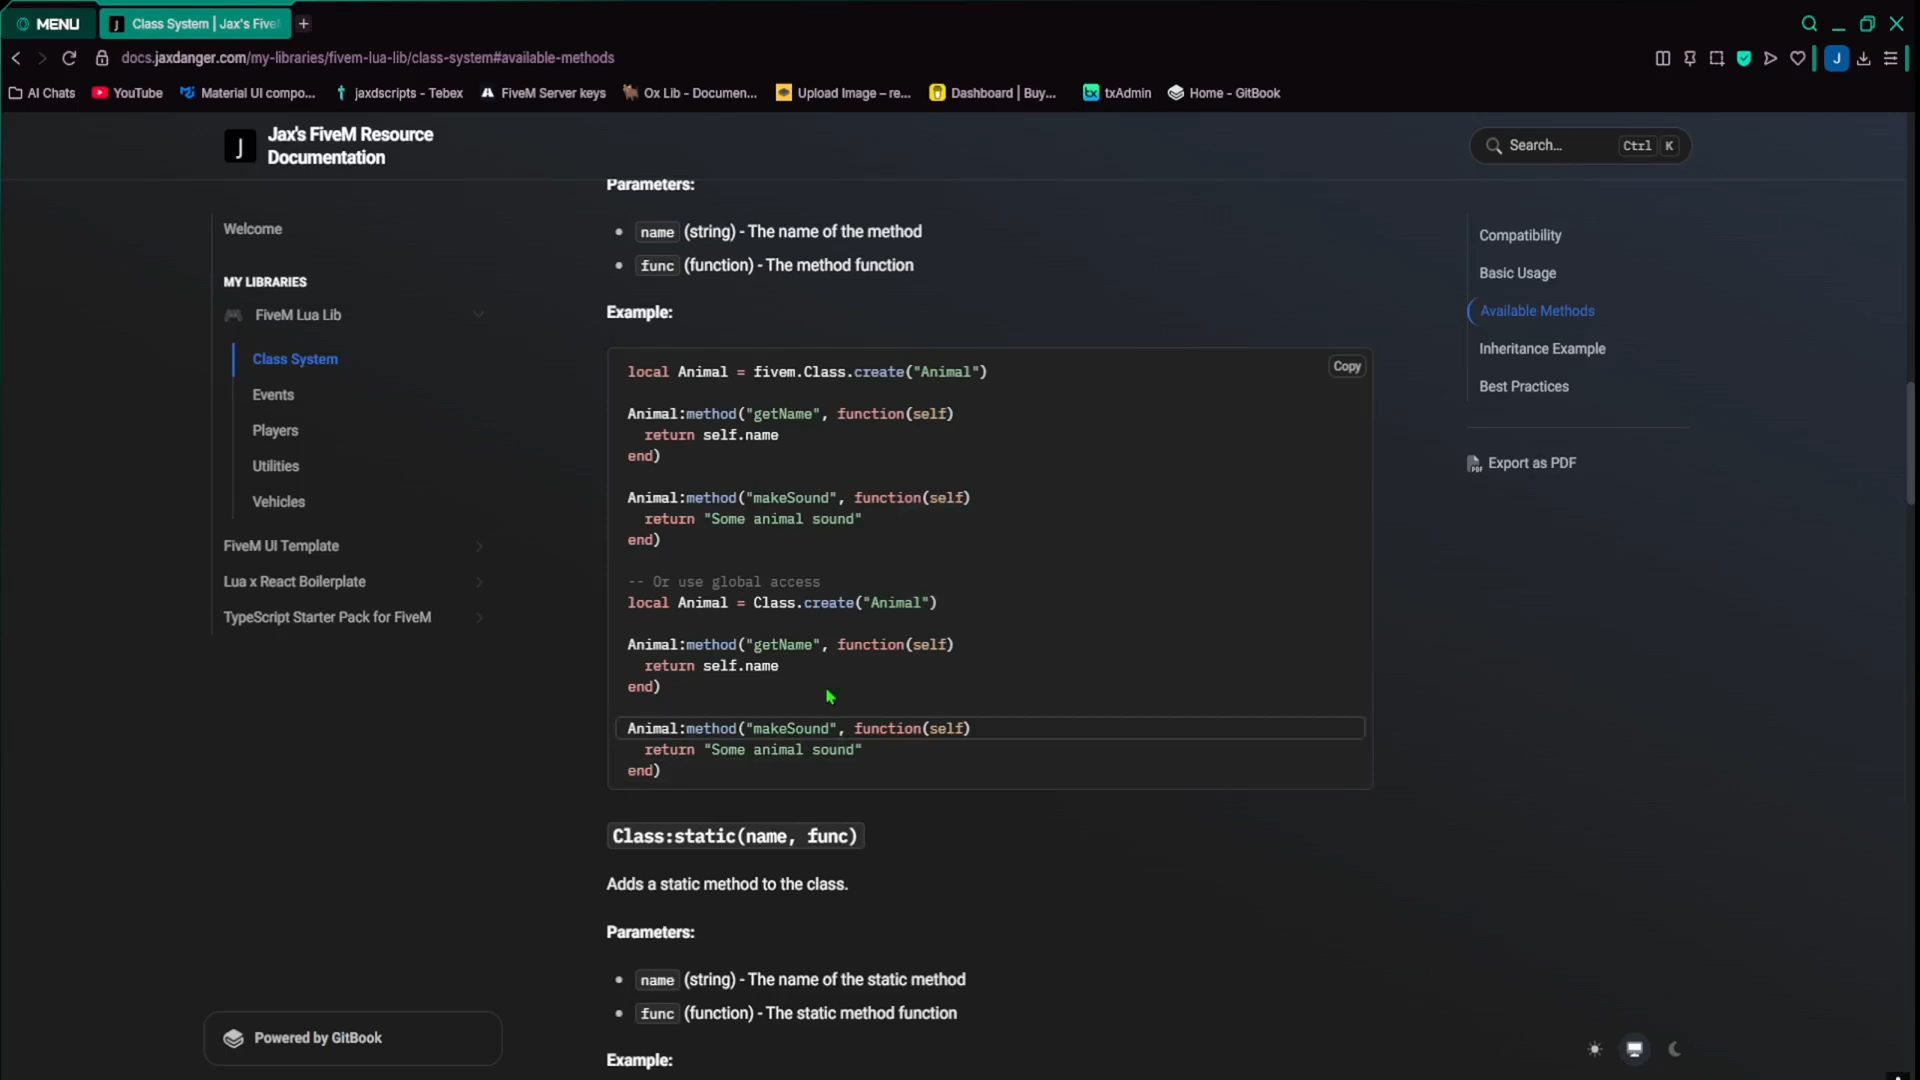 MENU
Class System | Jax's Five
docs.jaxdanger.com/my-libraries/fivem-lua-lib/class-system#available-methods
J
AI Chats
YouTube
Material UI compo...
jaxdscripts - Tebex
FiveM Server keys
Ox Lib - Documen...
Upload Image – re...
Dashboard | Buy...
txAdmin
Home - GitBook
J
Jax's FiveM Resource
Documentation
Search...
Ctrl K
Welcome
MY LIBRARIES
FiveM Lua Lib
Class System
Events
Players
Utilities
Vehicles
FiveM UI Template
Lua x React Boilerplate
TypeScript Starter Pack for FiveM
Powered by GitBook
Parameters:
name (string) - The name of the method
func (function) - The method function
Example:
Copy
local Animal = fivem.Class.create("Animal")
Animal:method("getName", function(self)
return self.name
end)
Animal:method("makeSound", function(self)
return "Some animal sound"
end)
-- Or use global access
local Animal = Class.create("Animal")
Animal:method("getName", function(self)
return self.name
end)
Animal:method("makeSound", function(self)
return "Some animal sound"
end)
Class:static(name, func)
Adds a static method to the class.
Parameters:
name (string) - The name of the static method
func (function) - The static method function
Example:
Compatibility
Basic Usage
Available Methods
Inheritance Example
Best Practices
PDF
Export as PDF